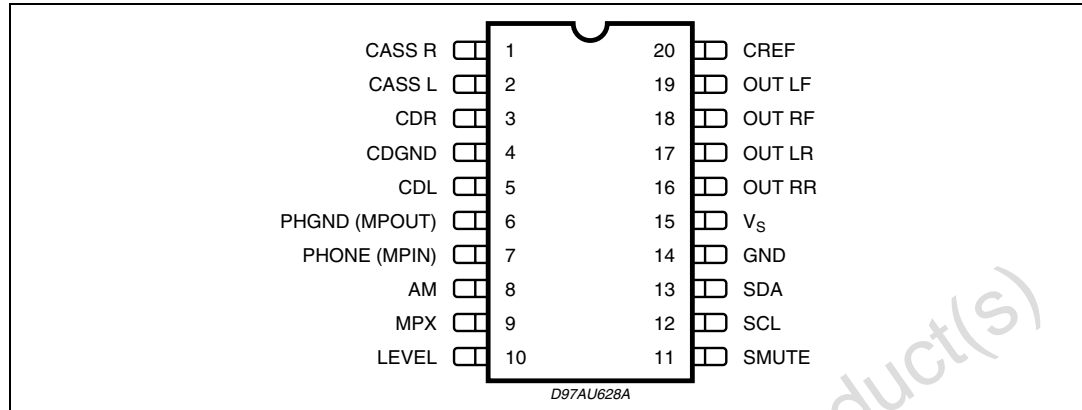 CASS R 1 20 CREF
CASS L 2 19 OUT LF
CDR 3 18 OUT RF
CDGND 4 17 OUT LR
CDL 5 16 OUT RR
PHGND (MPOUT) 6 15 VS
PHONE (MPIN) 7 14 GND
AM 8 13 SDA
MPX 9 12 SCL
LEVEL 10 11 SMUTE
D97AU628A
duct(s)